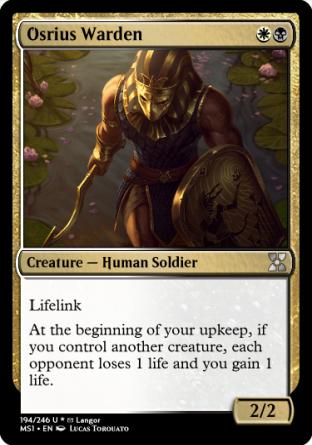 Osrius Warden
Creature — Human Soldier
Lifelink
At the beginning of your upkeep, if
you control another creature, each
opponent loses 1 life and you gain 1
life.
194/246 U * Langor
MS1 • EN Lucas Torouato
2/2